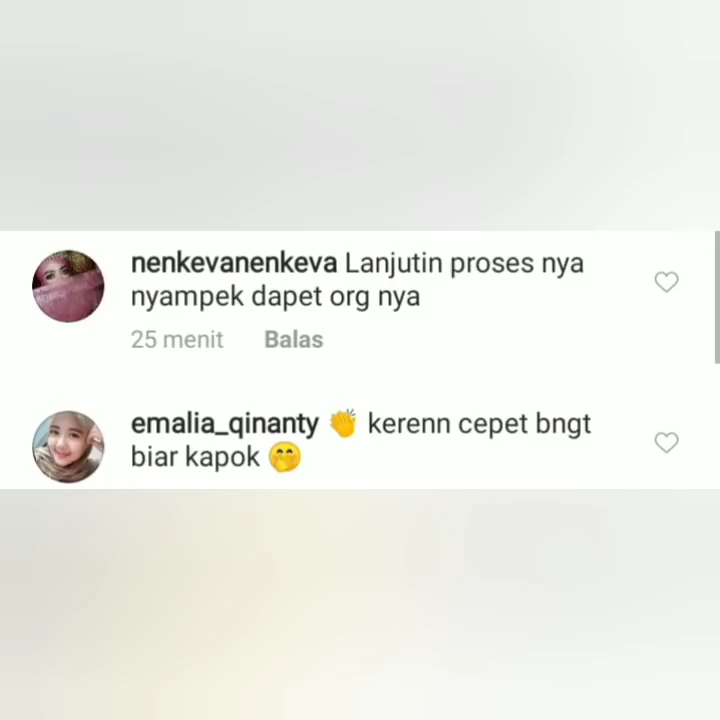 nenkevanenkeva Lanjutin proses nya
nyampek dapet org nya
25 menit Balas
emalia_qinanty 👏 kerenn cepet bngt
biar kapok 🤭